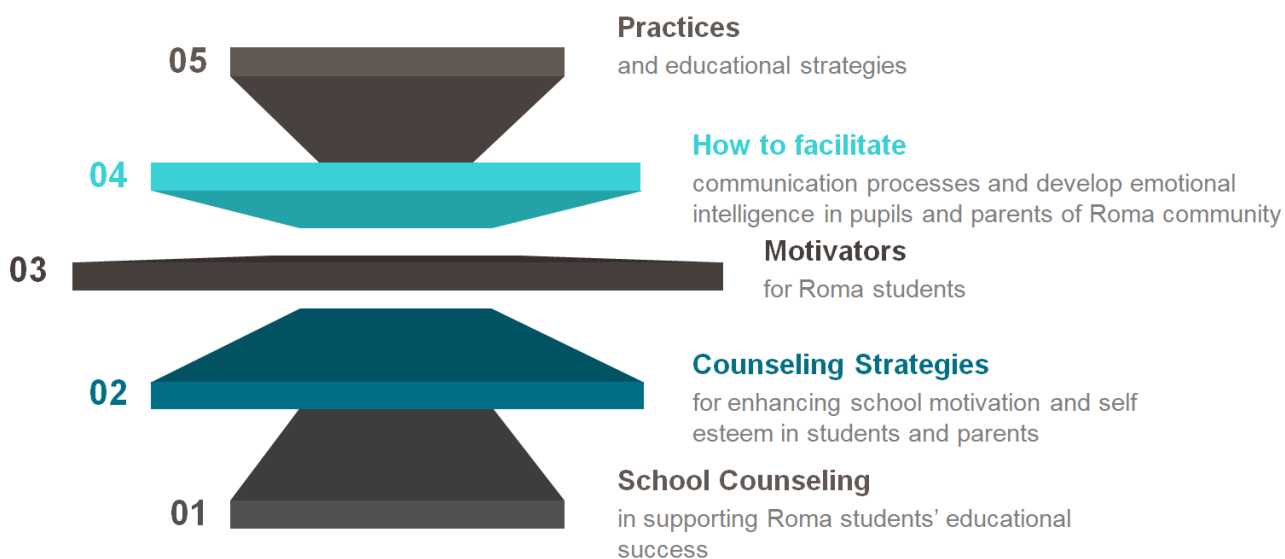 05
Practices
and educational strategies
04
How to facilitate
communication processes and develop emotional
intelligence in pupils and parents of Roma community
03
Motivators
for Roma students
02
Counseling Strategies
for enhancing school motivation and self
esteem in students and parents
01
School Counseling
in supporting Roma students’ educational
success